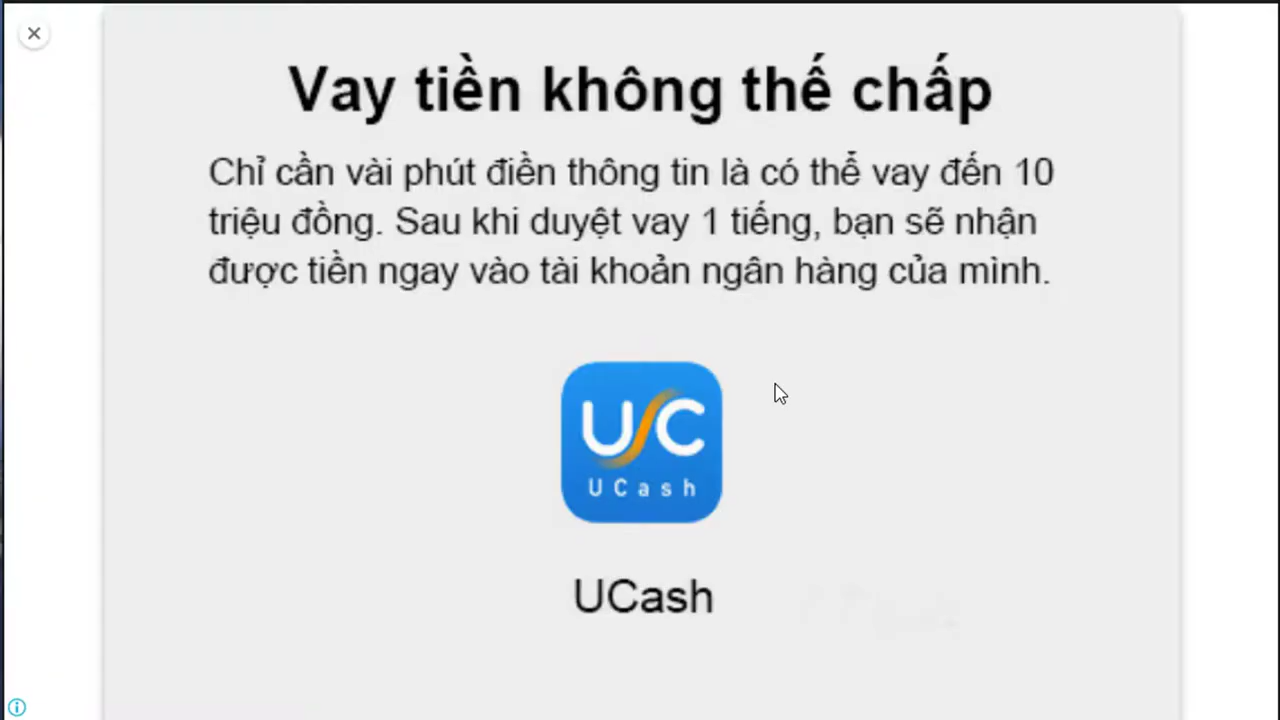 Vay tiền không thế chấp
Chỉ cần vài phút điền thông tin là có thể vay đến 10
triệu đồng. Sau khi duyệt vay 1 tiếng, bạn sẽ nhận
được tiền ngay vào tài khoản ngân hàng của mình.
UC
UCash
UCash